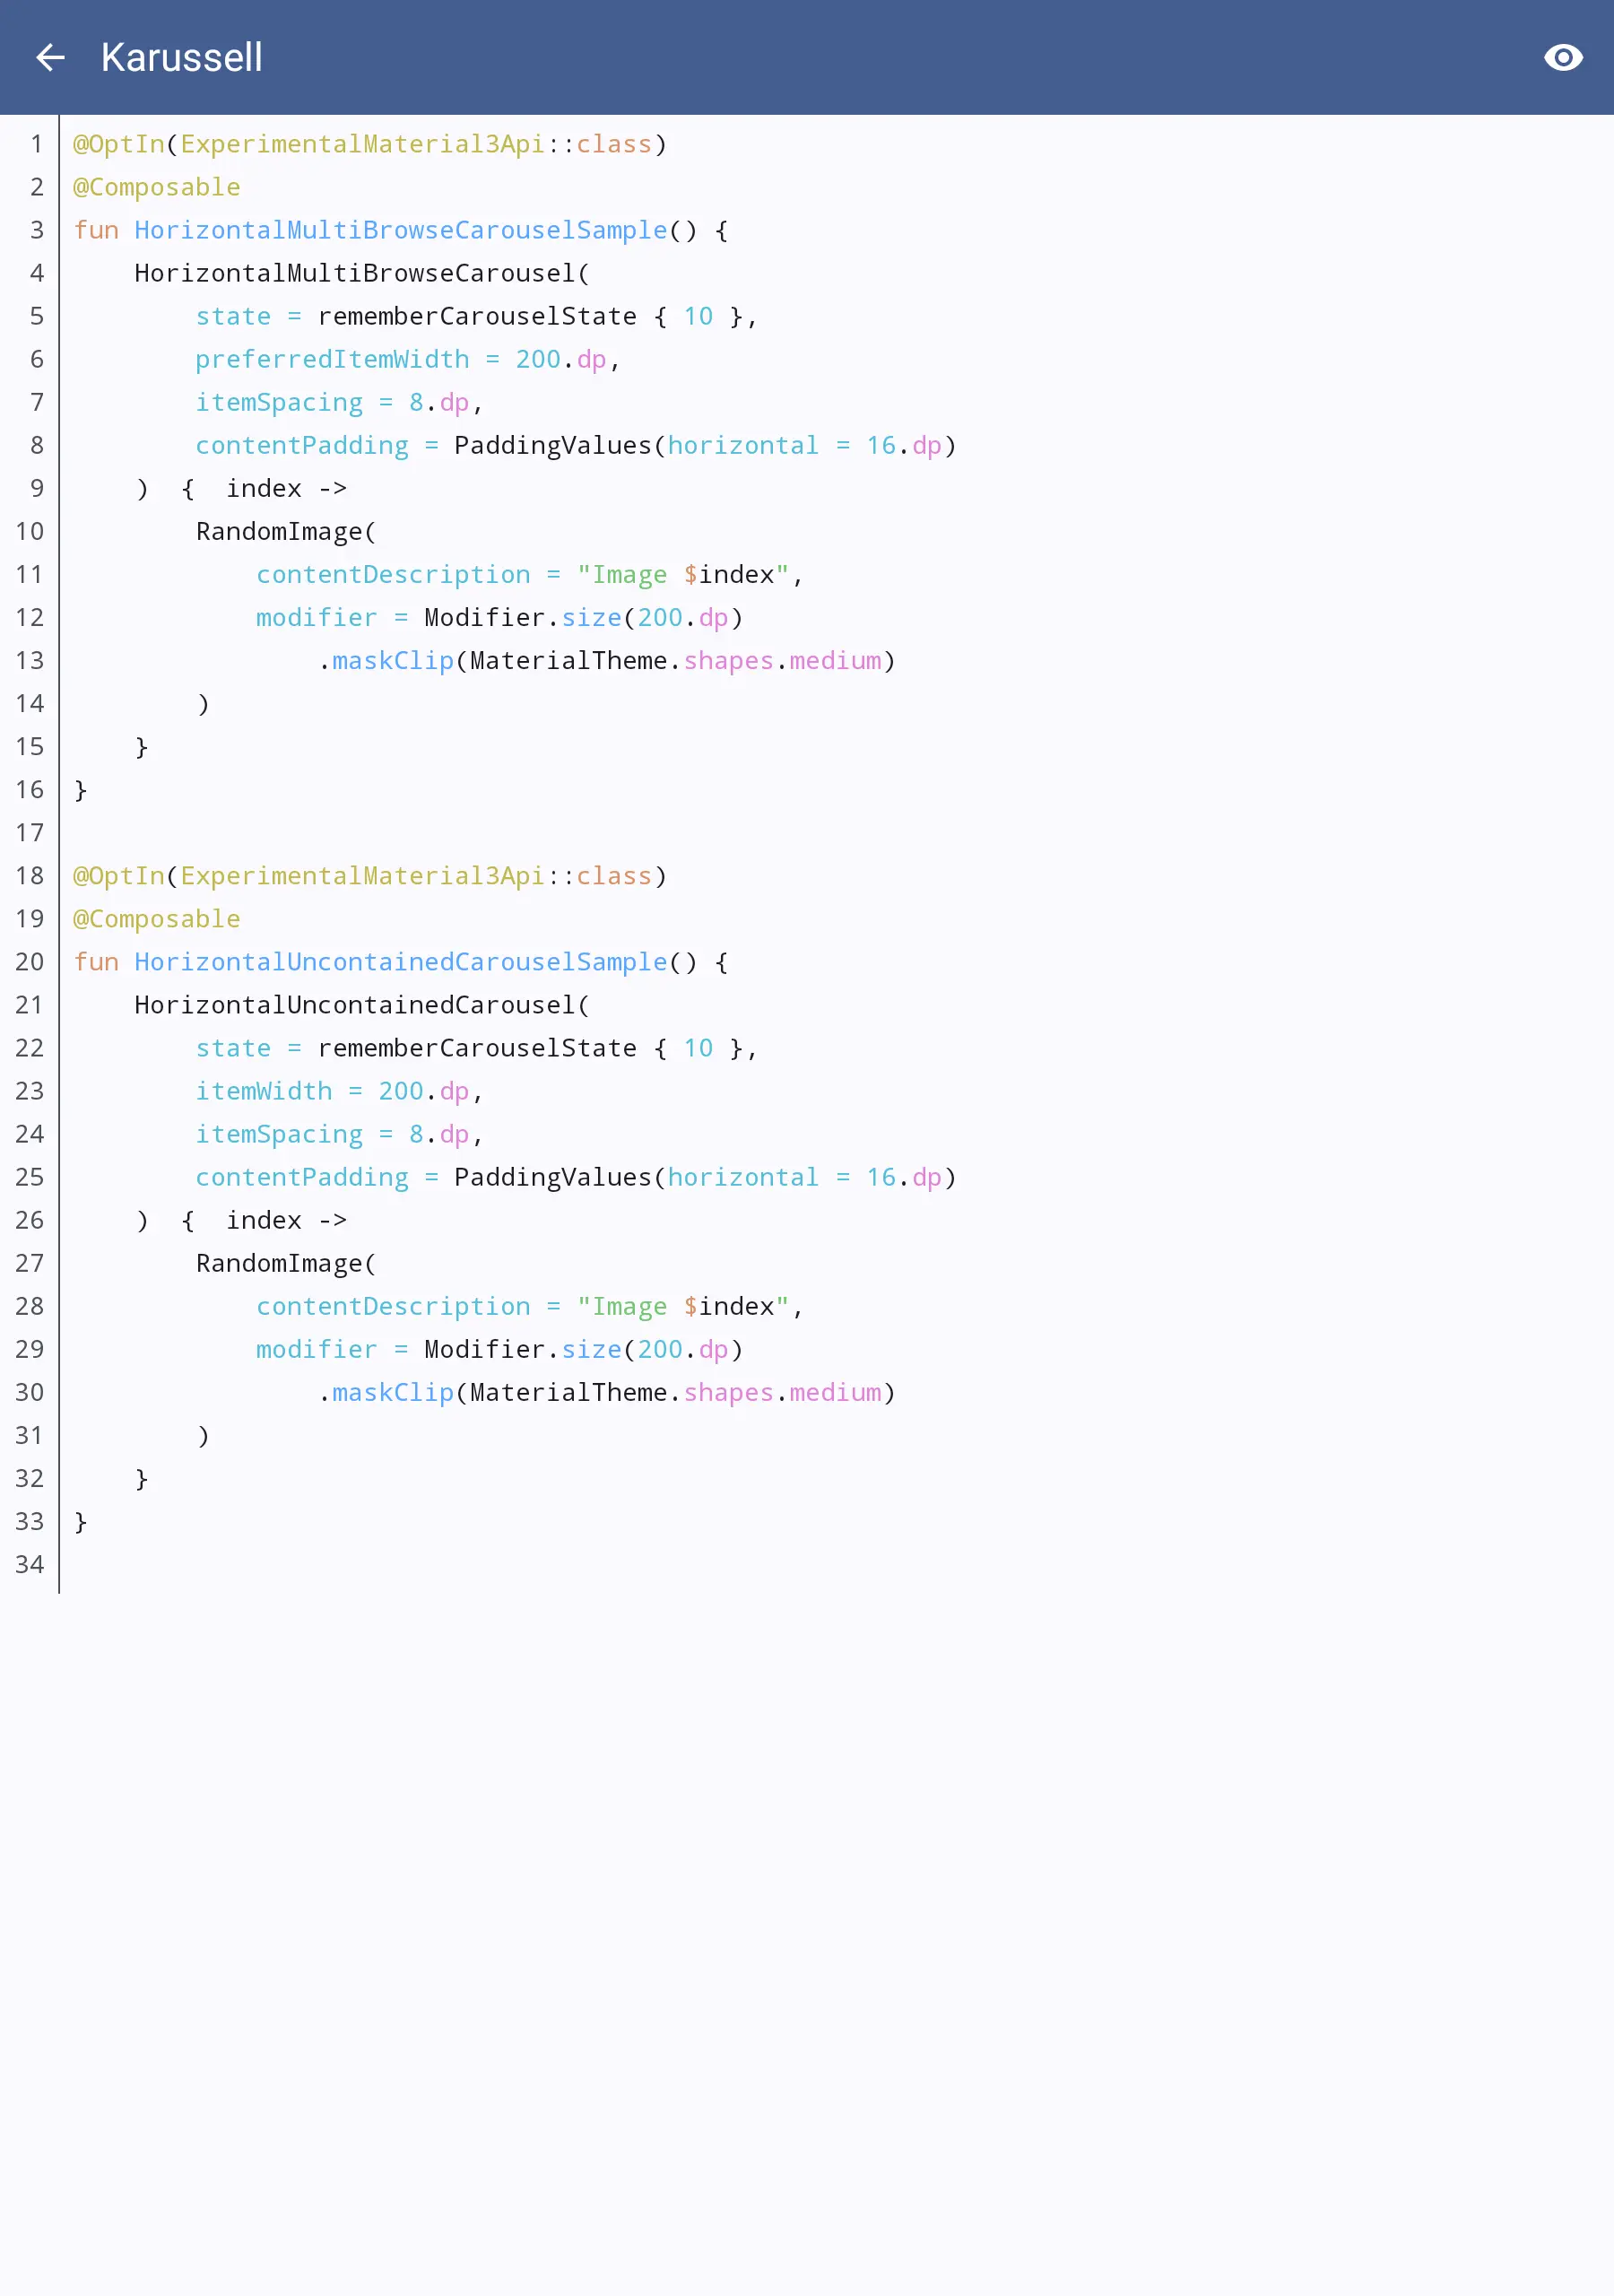 Karussell
1 @OptIn(ExperimentalMaterial3Api::class)
2 @Composable
3 fun HorizontalMultiBrowseCarouselSample() {
4     HorizontalMultiBrowseCarousel(
5         state = rememberCarouselState { 10 },
6         preferredItemWidth = 200.dp,
7         itemSpacing = 8.dp,
8         contentPadding = PaddingValues(horizontal = 16.dp)
9     )  {  index ->
10         RandomImage(
11             contentDescription = "Image $index",
12             modifier = Modifier.size(200.dp)
13                 .maskClip(MaterialTheme.shapes.medium)
14         )
15     }
16 }
17
18 @OptIn(ExperimentalMaterial3Api::class)
19 @Composable
20 fun HorizontalUncontainedCarouselSample() {
21     HorizontalUncontainedCarousel(
22         state = rememberCarouselState { 10 },
23         itemWidth = 200.dp,
24         itemSpacing = 8.dp,
25         contentPadding = PaddingValues(horizontal = 16.dp)
26     )  {  index ->
27         RandomImage(
28             contentDescription = "Image $index",
29             modifier = Modifier.size(200.dp)
30                 .maskClip(MaterialTheme.shapes.medium)
31         )
32     }
33 }
34